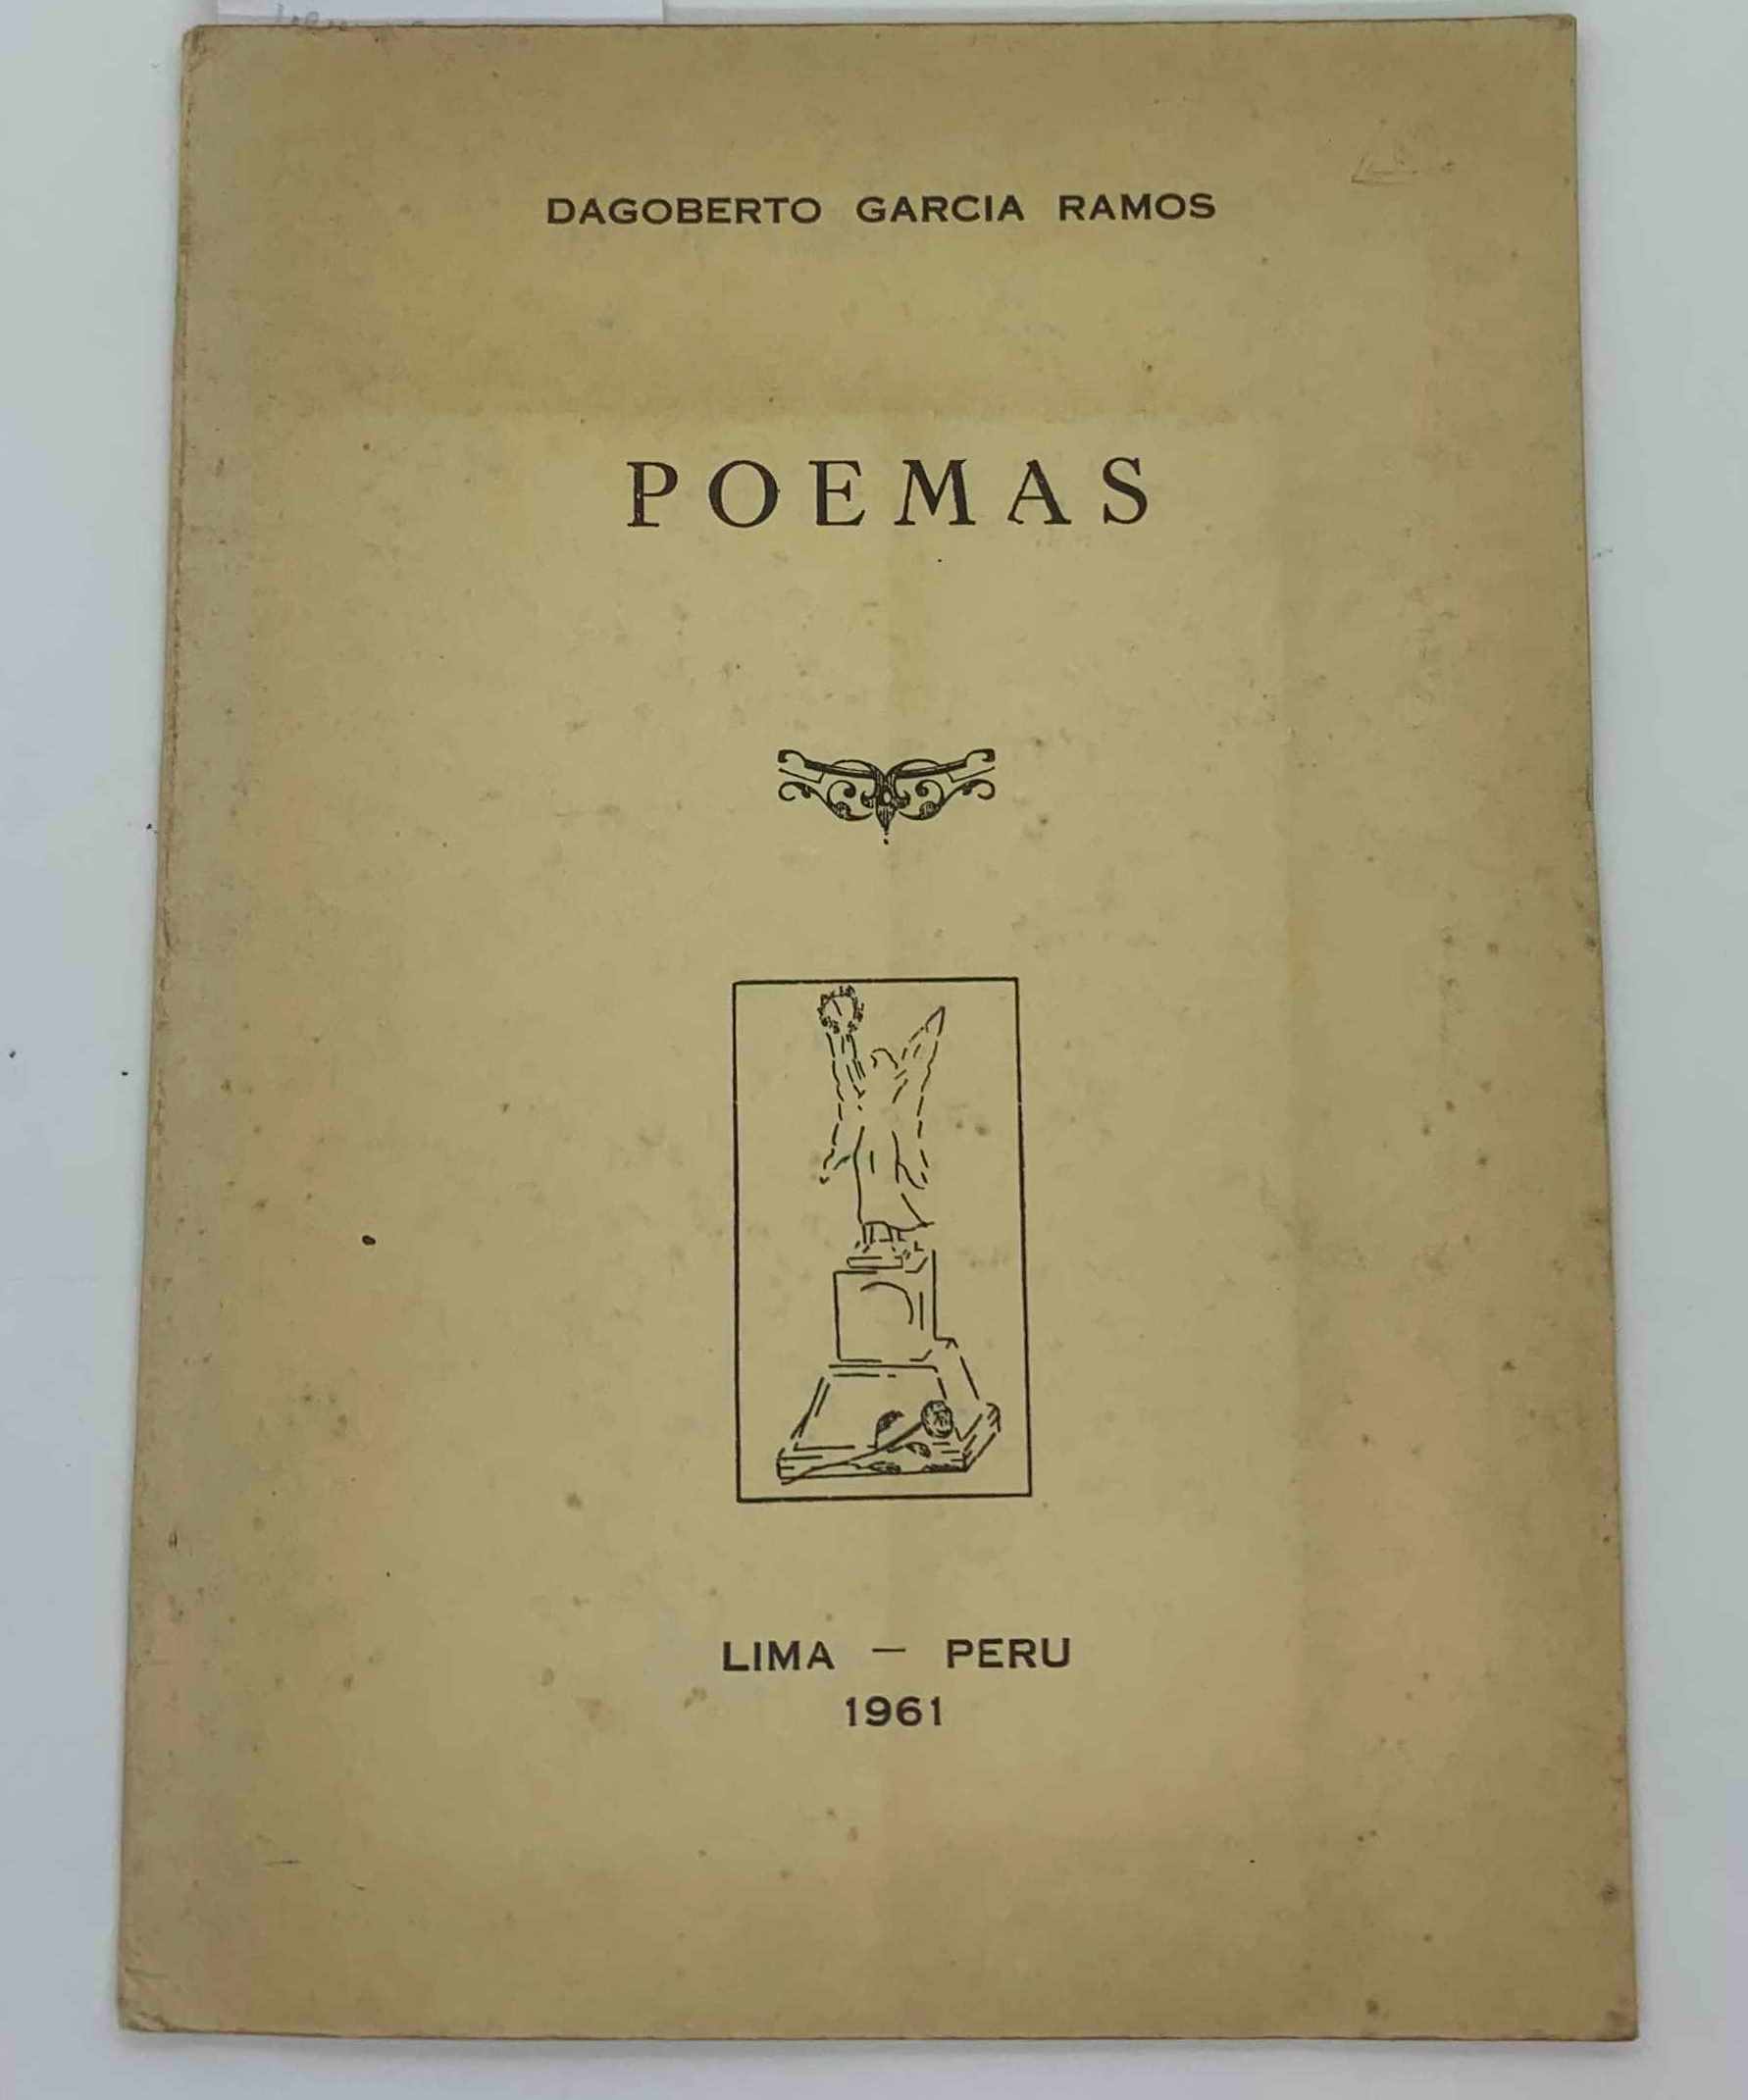 DAGOBERTO GARCIA RAMOS
POEMAS
LIMA — PERU
1961